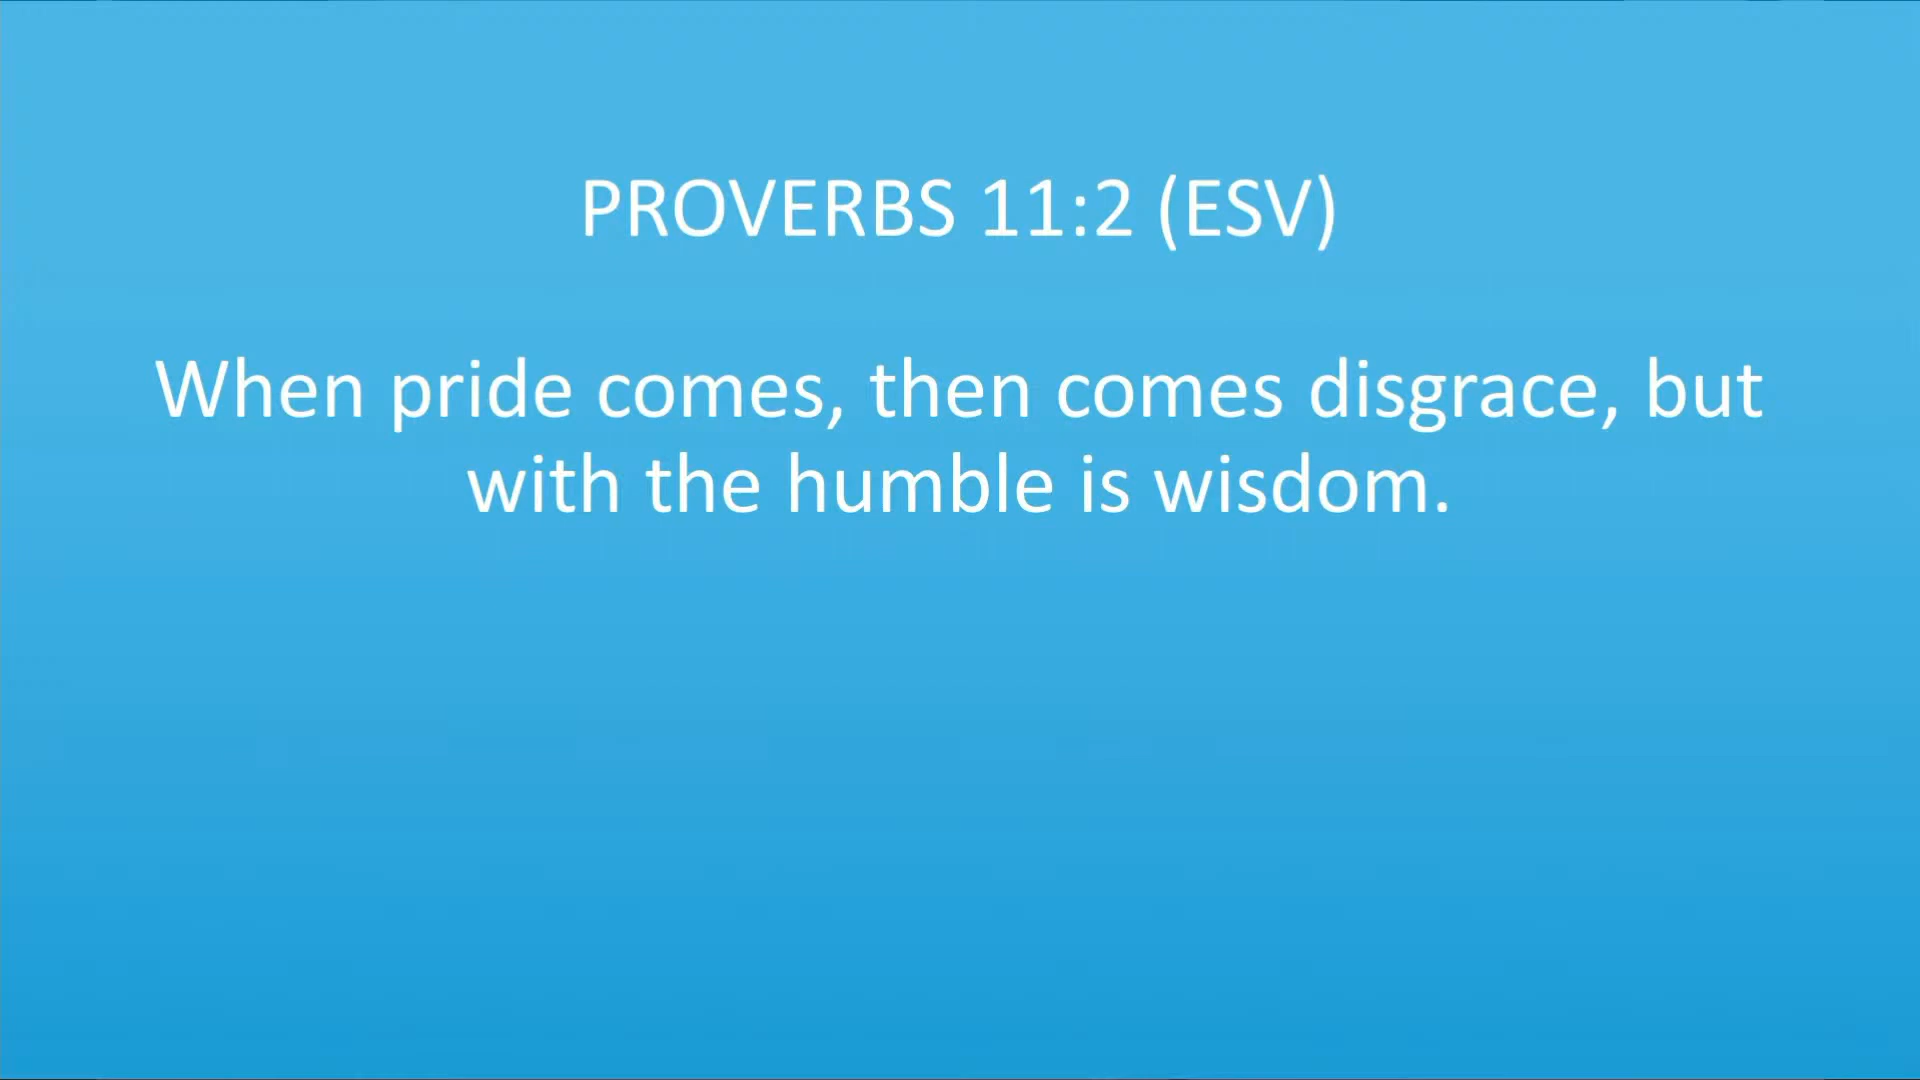 PROVERBS 11:2 (ESV)
When pride comes, then comes disgrace, but
with the humble is wisdom.